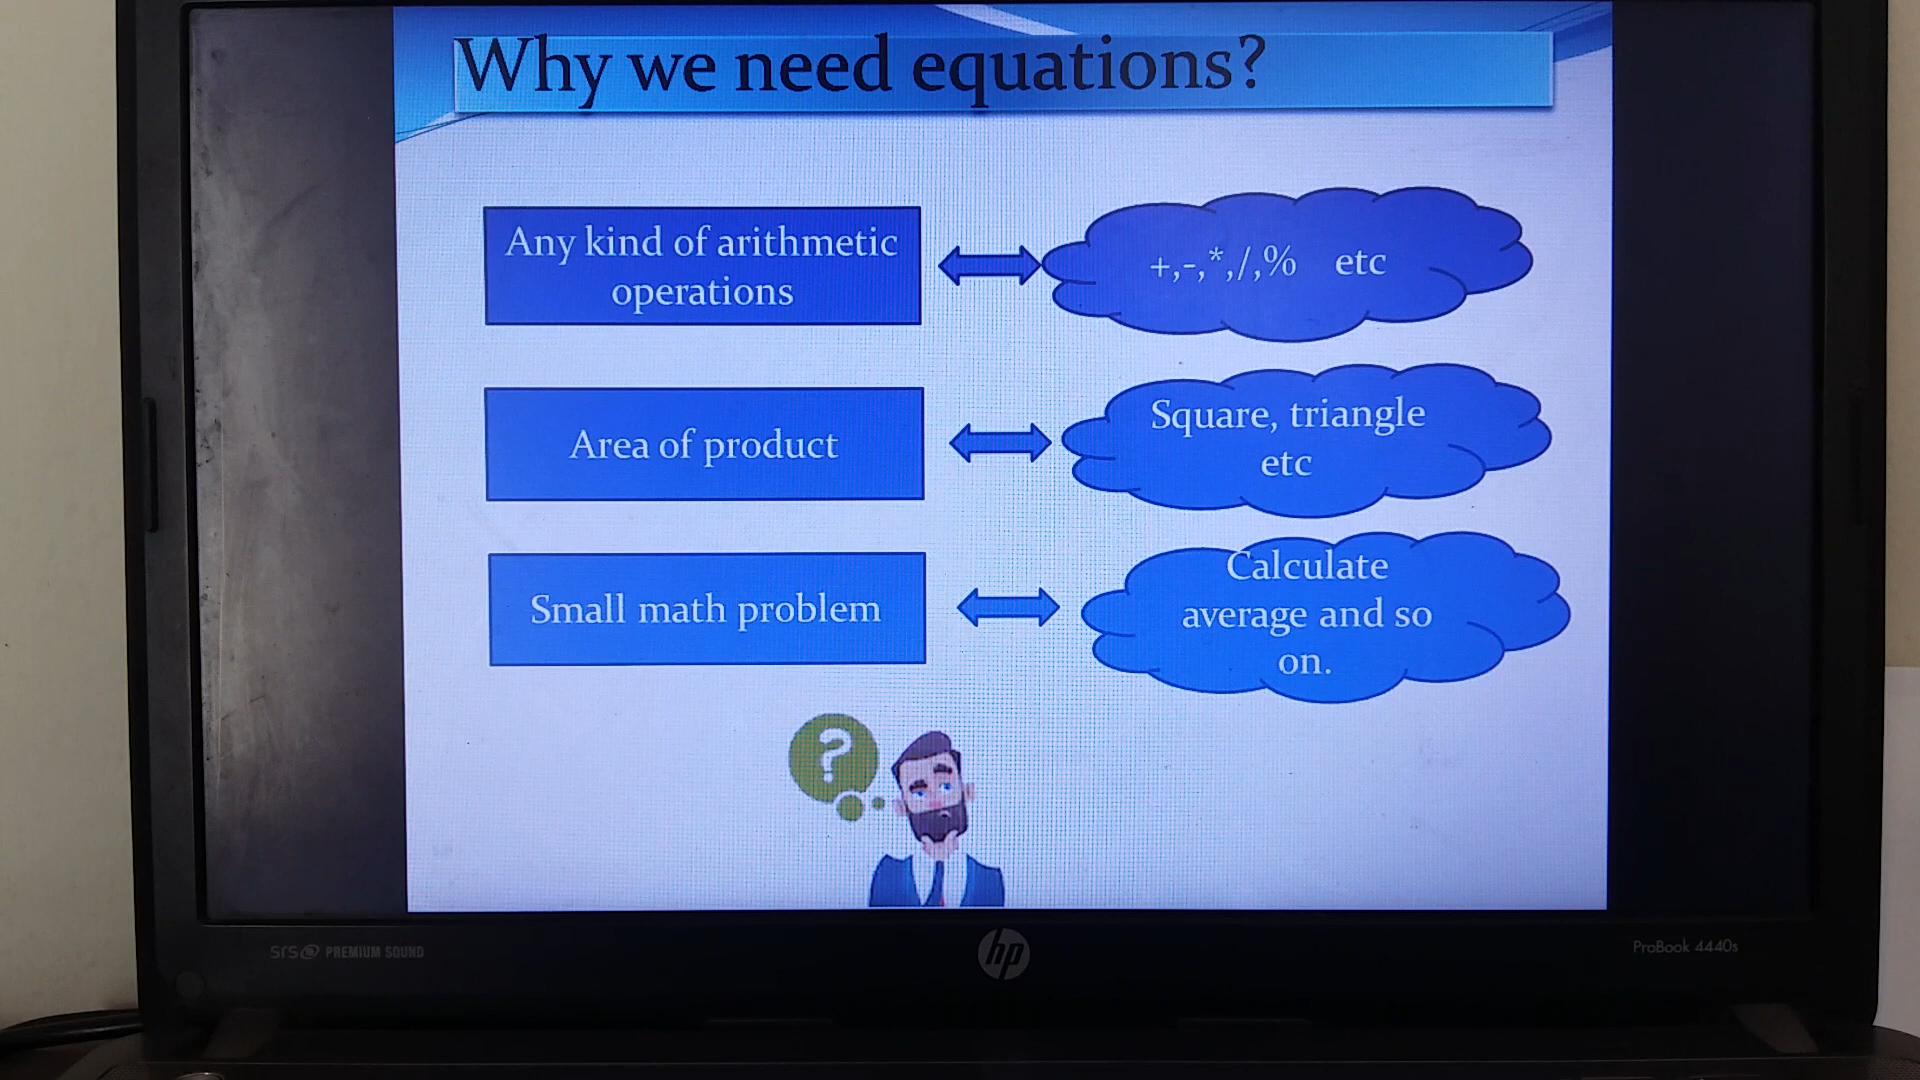 Why we need equations?
Any kind of arithmetic
operations
+,-,*,/,% etc
Area of product
Square, triangle
etc
Small math problem
Calculate
average and so
on.
?
SRS PREMIUM SOUND
hp
ProBook 4440s